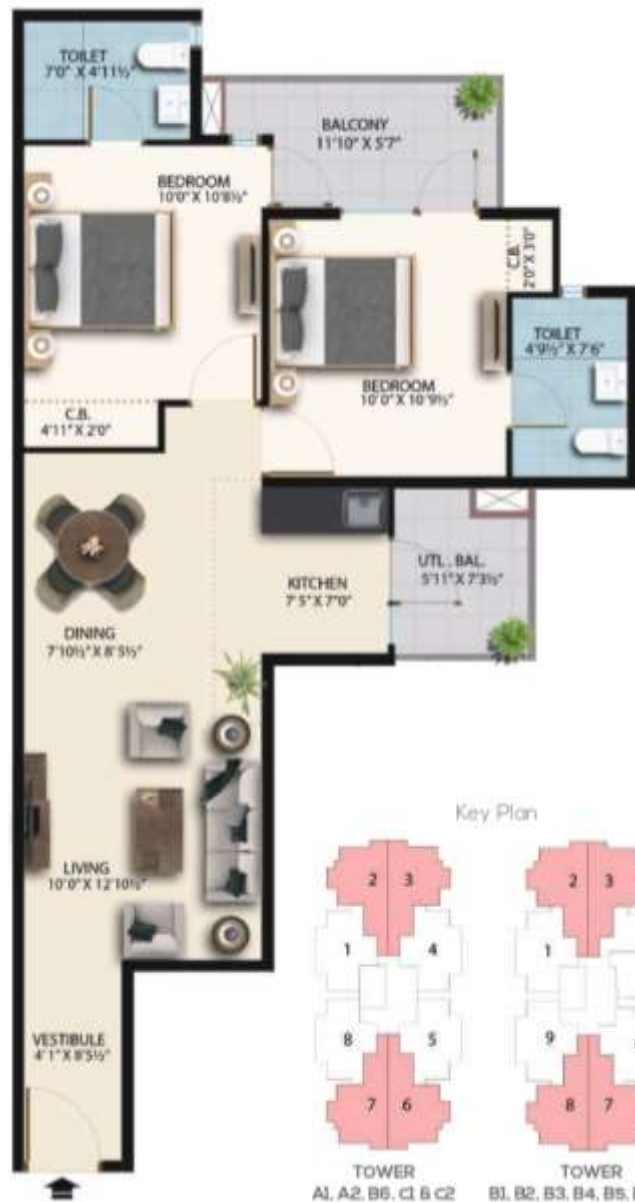 TOILET
7'0" X 4'11½"
BALCONY
11'10" X 5'7"
BEDROOM
10'0" X 10'8½"
C.B.
2'0" X 3'0"
TOILET
4'9½" X 7'6"
BEDROOM
10'0" X 10'9½"
C.B.
4'11" X 2'0"
UTL. BAL.
5'11" X 7'3½"
KITCHEN
7'5" X 7'0"
DINING
7'10½" X 8'5½"
LIVING
10'0" X 12'10½"
VESTIBULE
4'1" X 8'5½"
Key Plan
2 3
1 4
8 5
7 6
TOWER
A1, A2, B6, C1 & C2
2 3
1
9
8 7
TOWER
B1, B2, B3, B4, B5,